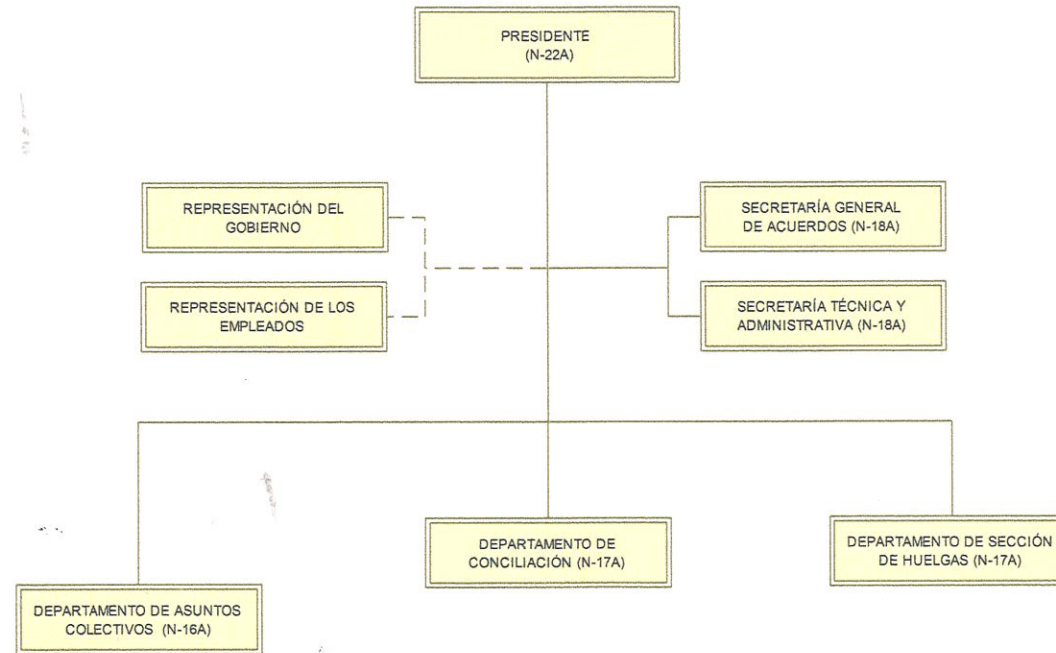 PRESIDENTE
(N-22A)
REPRESENTACIÓN DEL
GOBIERNO
SECRETARÍA GENERAL
DE ACUERDOS (N-18A)
REPRESENTACIÓN DE LOS
EMPLEADOS
SECRETARÍA TÉCNICA Y
ADMINISTRATIVA (N-18A)
DEPARTAMENTO DE
CONCILIACIÓN (N-17A)
DEPARTAMENTO DE SECCIÓN
DE HUELGAS (N-17A)
DEPARTAMENTO DE ASUNTOS
COLECTIVOS (N-16A)